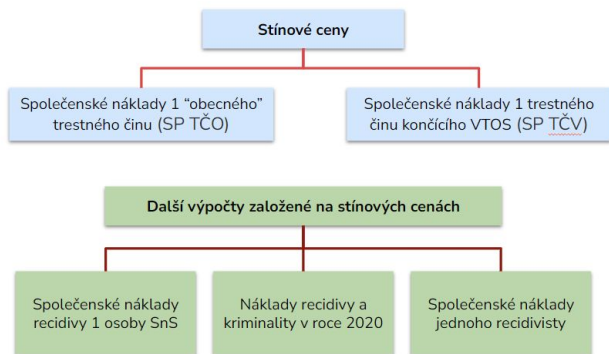 Stínové ceny
Společenské náklady 1 “obecného”
trestného činu (SP TČO)
Společenské náklady 1 trestného
činu končícího VTOS (SP TČV)
Další výpočty založené na stínových cenách
Společenské náklady
recidivy 1 osoby SnS
Náklady recidivy a
kriminality v roce 2020
Společenské náklady
jednoho recidivisty